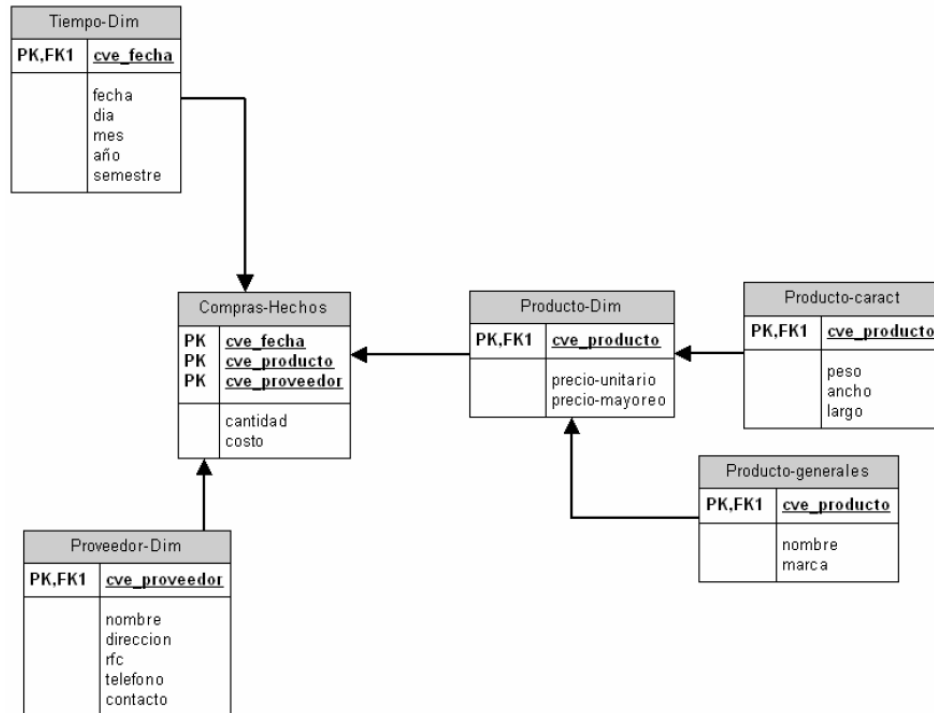 Tiempo-Dim
PK,FK1 cve_fecha
fecha
dia
mes
año
semestre
Compras-Hechos
PK cve_fecha
PK cve_producto
PK cve_proveedor
cantidad
costo
Producto-Dim
PK,FK1 cve_producto
precio-unitario
precio-mayoreo
Producto-caract
PK,FK1 cve_producto
peso
ancho
largo
Producto-generales
PK,FK1 cve_producto
nombre
marca
Proveedor-Dim
PK,FK1 cve_proveedor
nombre
direccion
rfc
telefono
contacto